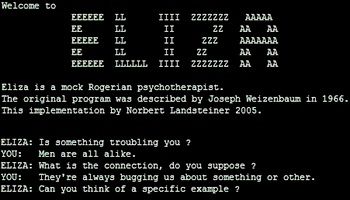 Welcome to
EEEEEE  LL      IIII  ZZZZZZZ   AAAAA
EE      LL       II       ZZ   AA   AA
EEEEE   LL       II     ZZZ    AAAAAAA
EE      LL       II    ZZ      AA   AA
EEEEEE  LLLLLL  IIII  ZZZZZZZ  AA   AA
Eliza is a mock Rogerian psychotherapist.
The original program was described by Joseph Weizenbaum in 1966.
This implementation by Norbert Landsteiner 2005.
ELIZA: Is something troubling you ?
YOU:   Men are all alike.
ELIZA: What is the connection, do you suppose ?
YOU:   They're always bugging us about something or other.
ELIZA: Can you think of a specific example ?